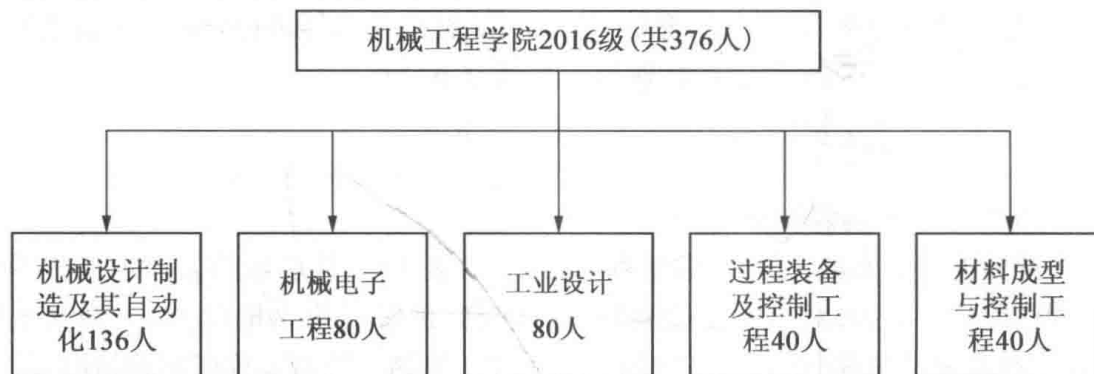 机械工程学院2016级(共376人)
机械设计制
造及其自动
化136人
机械电子
工程80人
工业设计
80人
过程装备
及控制工
程40人
材料成型
与控制工
程40人